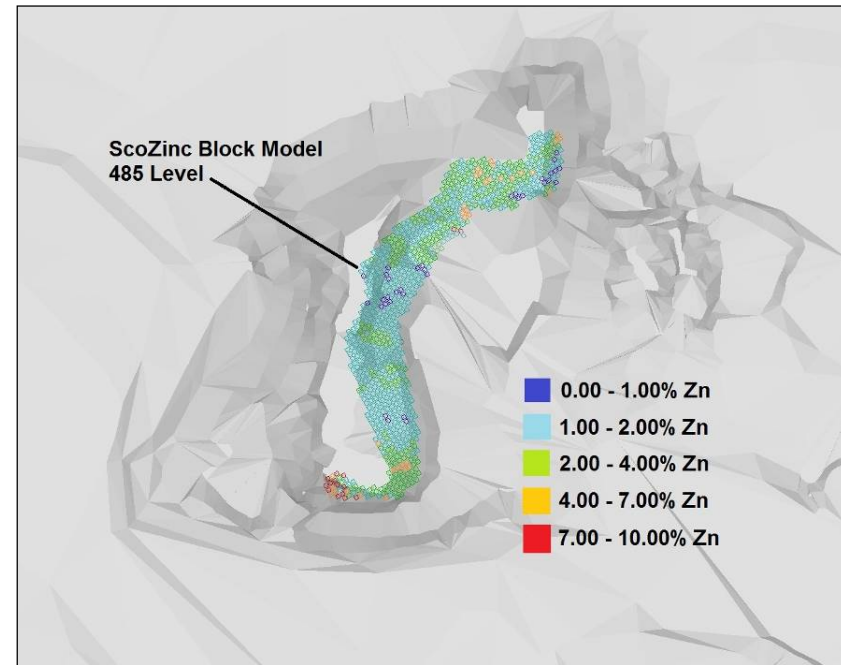 ScoZinc Block Model
485 Level
0.00 - 1.00% Zn
1.00 - 2.00% Zn
2.00 - 4.00% Zn
4.00 - 7.00% Zn
7.00 - 10.00% Zn